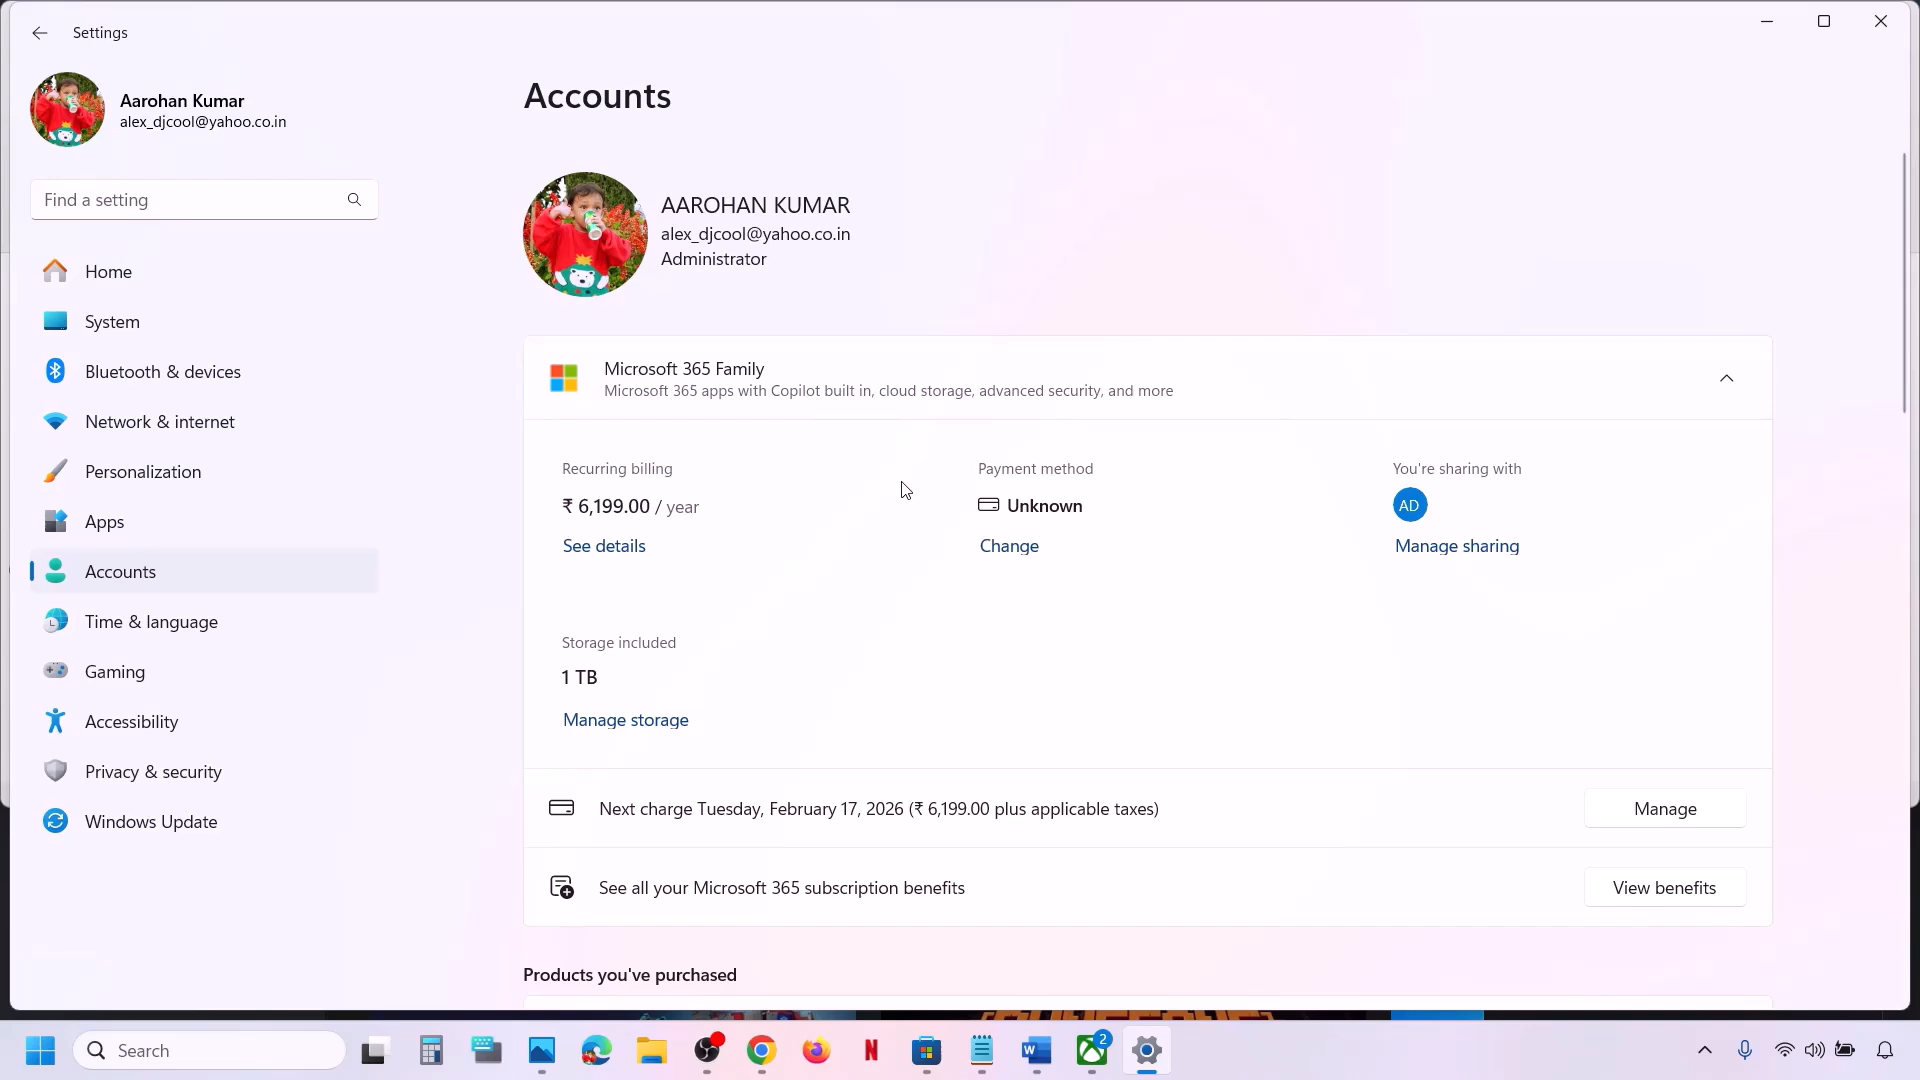 Settings
Aarohan Kumar
alex_djcool@yahoo.co.in
Find a setting
Home
System
Bluetooth & devices
Network & internet
Personalization
Apps
Accounts
Time & language
Gaming
Accessibility
Privacy & security
Windows Update
Accounts
AAROHAN KUMAR
alex_djcool@yahoo.co.in
Administrator
Microsoft 365 Family
Microsoft 365 apps with Copilot built in, cloud storage, advanced security, and more
Recurring billing
₹ 6,199.00 / year
See details
Payment method
Unknown
Change
You're sharing with
AD
Manage sharing
Storage included
1 TB
Manage storage
Next charge Tuesday, February 17, 2026 (₹ 6,199.00 plus applicable taxes)
Manage
See all your Microsoft 365 subscription benefits
View benefits
Products you've purchased
Search
N
W
2